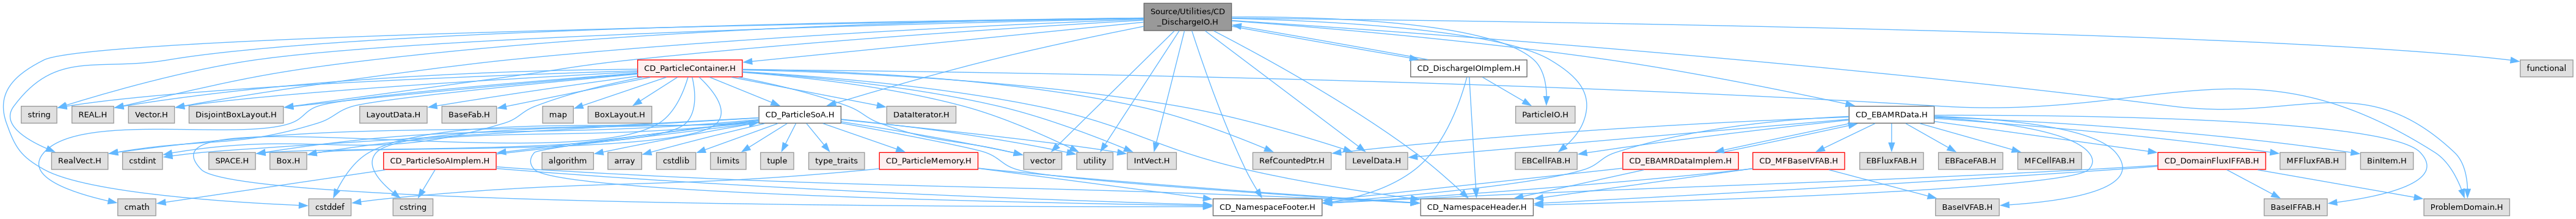 Source/Utilities/CD
_DischargeIO.H
CD_ParticleContainer.H
CD_DischargeIOImplem.H
functional
string
REAL.H
Vector.H
DisjointBoxLayout.H
LayoutData.H
BaseFab.H
map
BoxLayout.H
CD_ParticleSoA.H
DataIterator.H
ParticleIO.H
CD_EBAMRData.H
RealVect.H
cstdint
SPACE.H
Box.H
CD_ParticleSoAImplem.H
algorithm
array
cstdlib
limits
tuple
type_traits
CD_ParticleMemory.H
vector
utility
IntVect.H
RefCountedPtr.H
LevelData.H
EBCellFAB.H
CD_EBAMRDataImplem.H
CD_MFBaseIVFAB.H
EBFluxFAB.H
EBFaceFAB.H
MFCellFAB.H
CD_DomainFluxIFFAB.H
MFFluxFAB.H
BinItem.H
cmath
cstddef
cstring
CD_NamespaceFooter.H
CD_NamespaceHeader.H
BaseIVFAB.H
BaseIFFAB.H
ProblemDomain.H